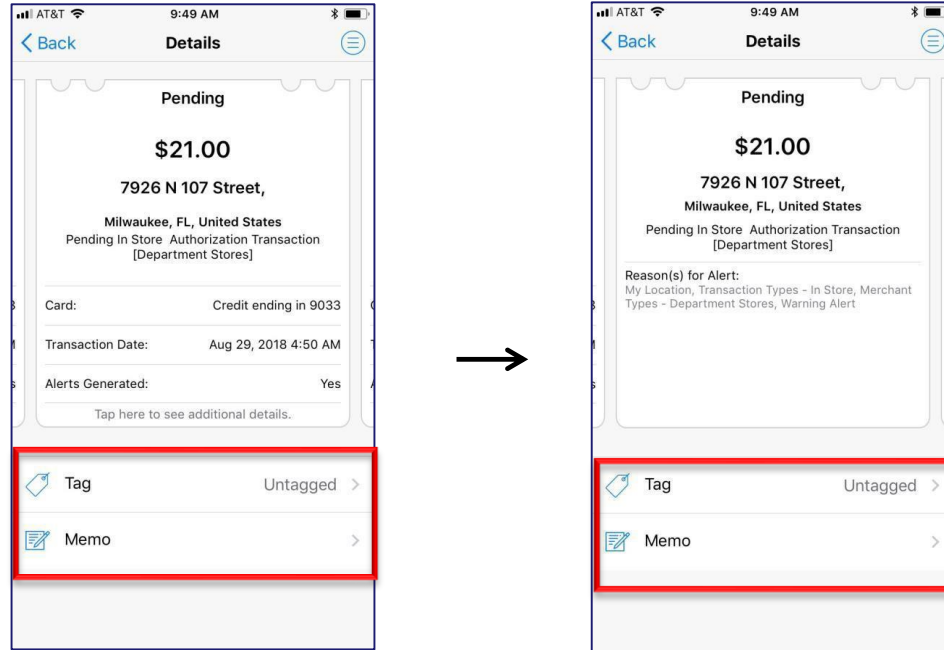 AT&T 9:49 AM
Back Details
Pending
$21.00
7926 N 107 Street,
Milwaukee, FL, United States
Pending In Store Authorization Transaction
[Department Stores]
Card: Credit ending in 9033
Transaction Date: Aug 29, 2018 4:50 AM
Alerts Generated: Yes
Tap here to see additional details.
Tag Untagged
Memo
AT&T 9:49 AM
Back Details
Pending
$21.00
7926 N 107 Street,
Milwaukee, FL, United States
Pending In Store Authorization Transaction
[Department Stores]
Reason(s) for Alert:
My Location, Transaction Types - In Store, Merchant
Types - Department Stores, Warning Alert
Tag Untagged
Memo